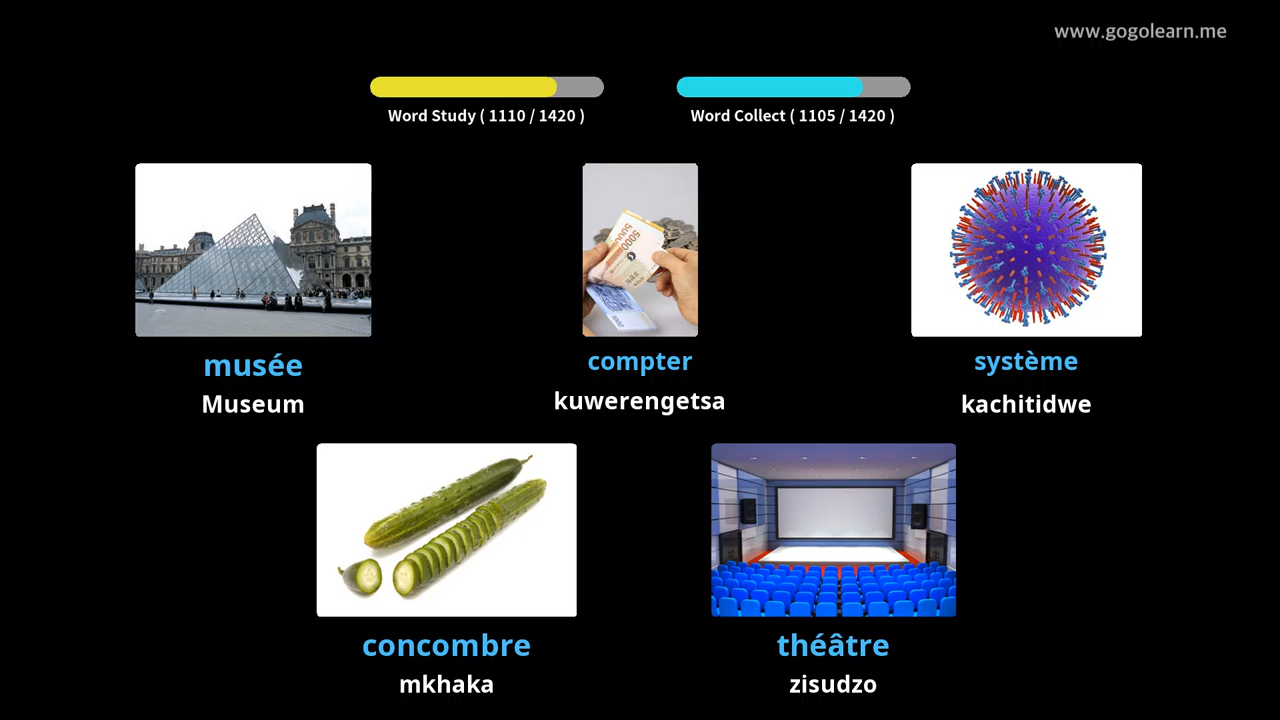 www.gogolearn.me
Word Study ( 1110 / 1420 )
Word Collect ( 1105 / 1420 )
musée
Museum
compter
kuwerengetsa
système
kachitidwe
5000
concombre
mkhaka
théâtre
zisudzo